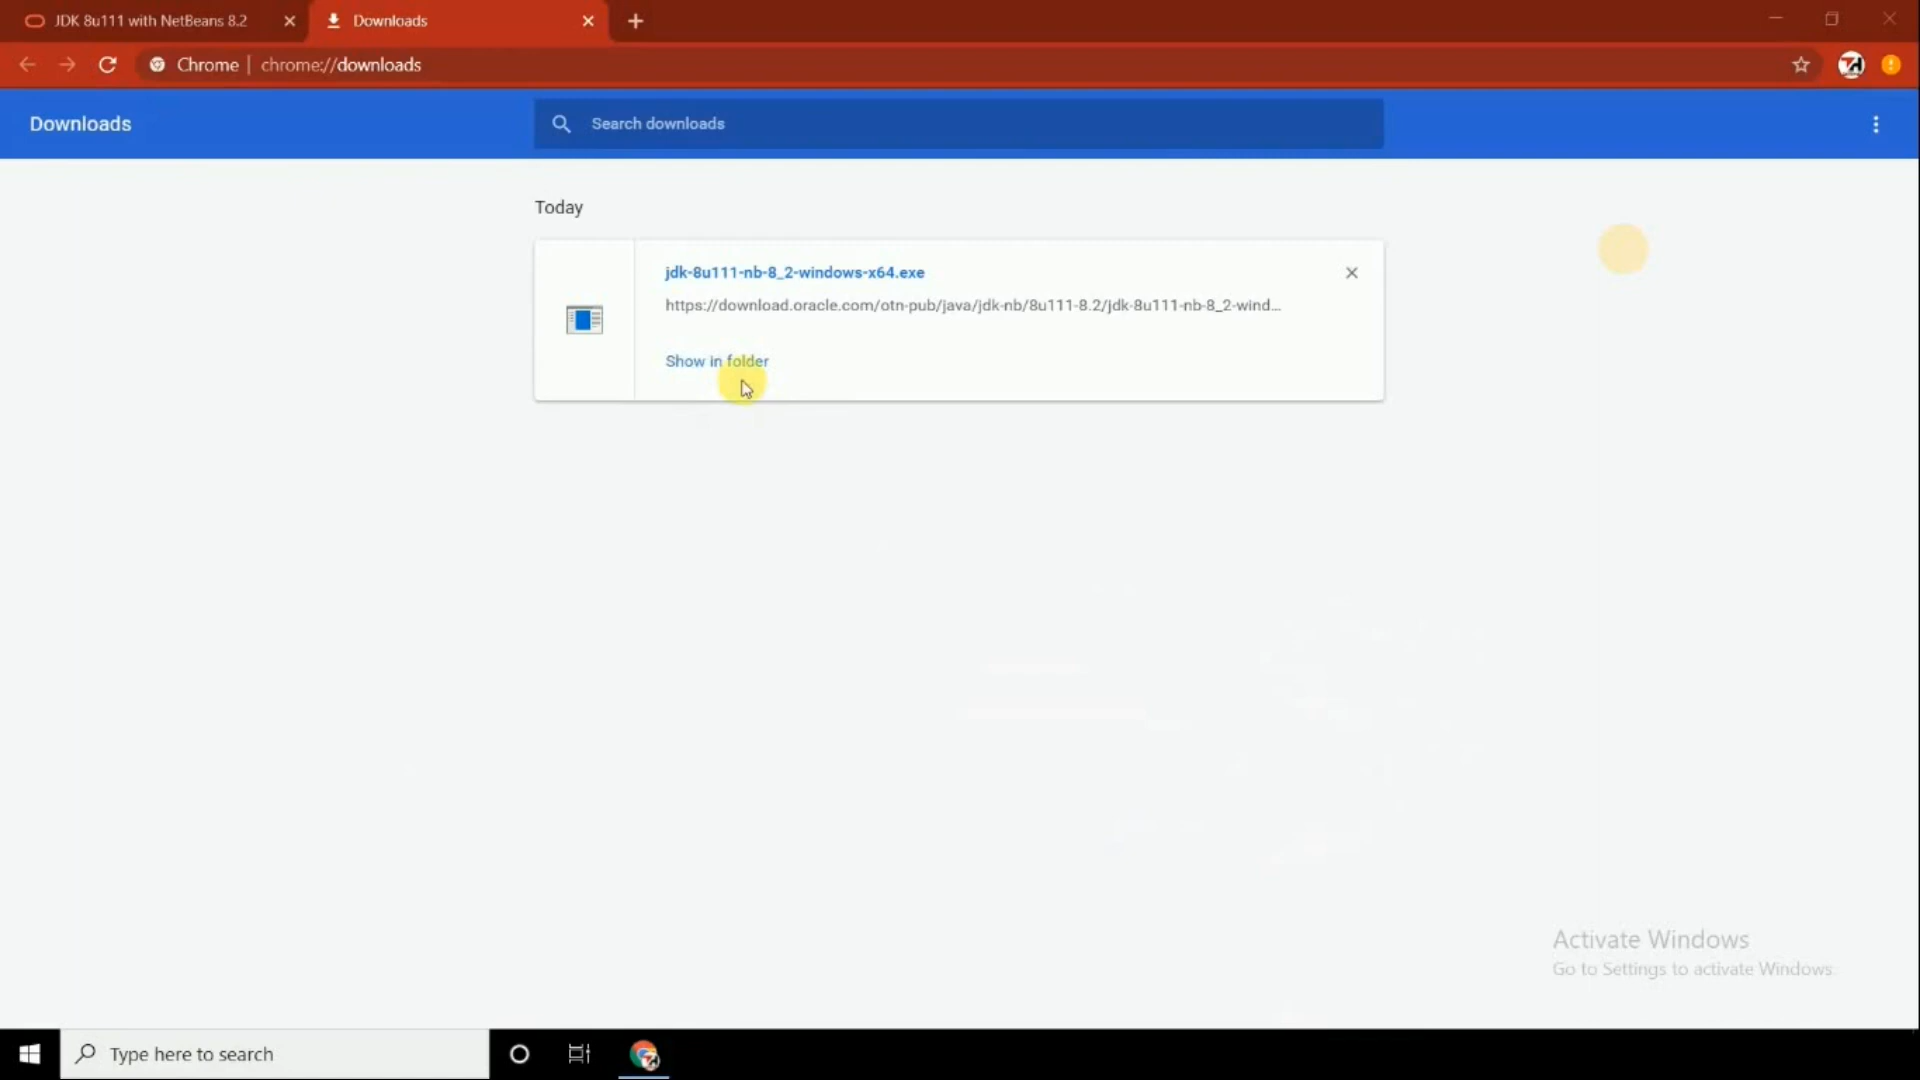 JDK 8u111 with NetBeans 8.2
Downloads
Chrome | chrome://downloads
Downloads
Search downloads
Today
jdk-8u111-nb-8_2-windows-x64.exe
https://download.oracle.com/otn-pub/java/jdk-nb/8u111-8.2/jdk-8u111-nb-8_2-wind...
Show in folder
Activate Windows
Go to Settings to activate Windows.
Type here to search